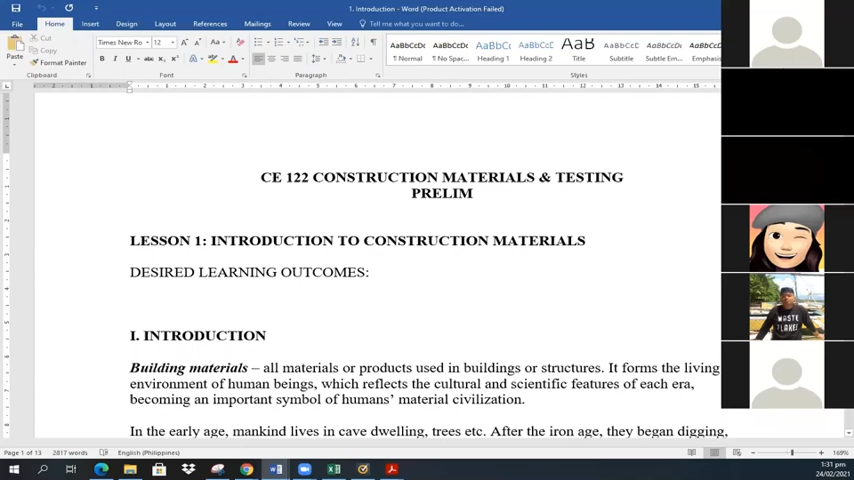 1. Introduction - Word (Product Activation Failed)
File Home Insert Design Layout References Mailings Review View Tell me what you want to do...
Cut
Copy
Paste
Format Painter
Clipboard
Times New Ro 12
Font
Paragraph
AaBbCcDc AaBbCcDc AaBbCc AaBbCcD AaB AaBbCcD AaBbCcDc AaBbCcDc
¶ Normal ¶ No Spac... Heading 1 Heading 2 Title Subtitle Subtle Em... Emphasis
Styles
CE 122 CONSTRUCTION MATERIALS & TESTING
PRELIM
LESSON 1: INTRODUCTION TO CONSTRUCTION MATERIALS
DESIRED LEARNING OUTCOMES:
I. INTRODUCTION
Building materials – all materials or products used in buildings or structures. It forms the living
environment of human beings, which reflects the cultural and scientific features of each era,
becoming an important symbol of humans’ material civilization.
In the early age, mankind lives in cave dwelling, trees etc. After the iron age, they began digging,
WASTE
Page 1 of 13 2817 words English (Philippines) 169%
1:31 pm
24/02/2021